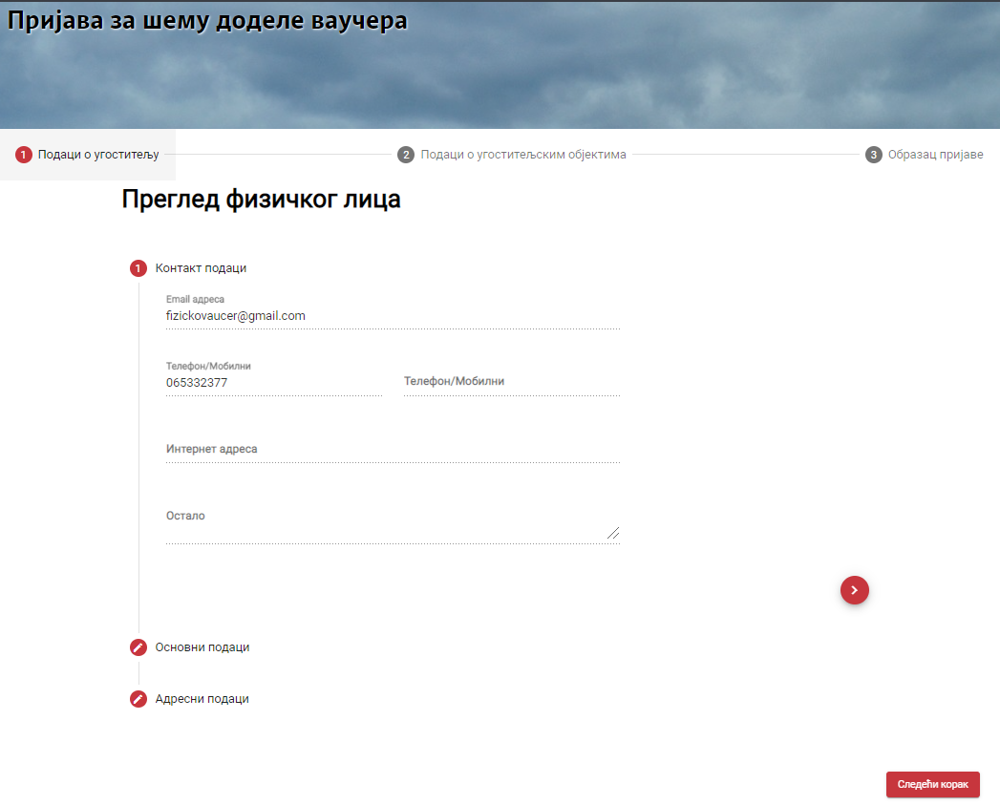 Пријава за шему доделе ваучера
1 Подаци о угоститељу
2 Подаци о угоститељским објектима
3 Образац пријаве
Преглед физичког лица
1 Контакт подаци
Email адреса
fizickovaucer@gmail.com
Телефон/Мобилни
065332377
Телефон/Мобилни
Интернет адреса
Остало
Основни подаци
Адресни подаци
Следећи корак